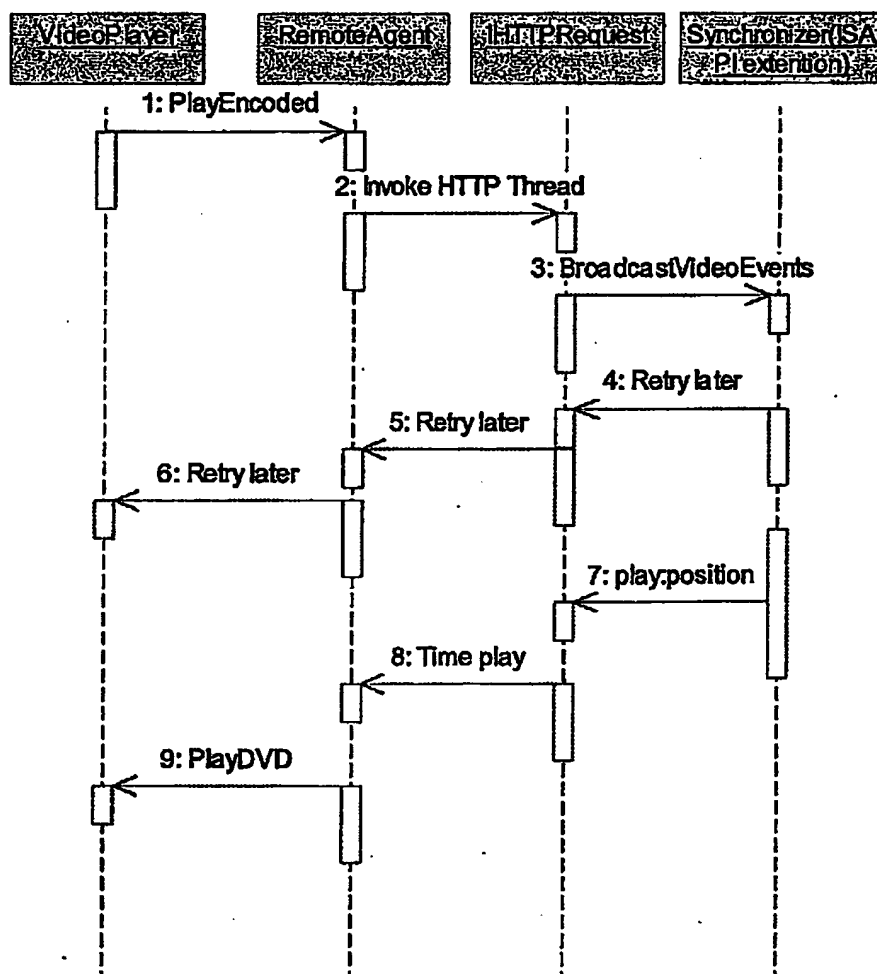 VideoPlayer
RemoteAgent
IHTTPRequest
Synchronizer(ISA
PI extention)
1: PlayEncoded
2: Invoke HTTP Thread
3: BroadcastVideoEvents
4: Retry later
5: Retry later
6: Retry later
7: play:position
8: Time play
9: PlayDVD